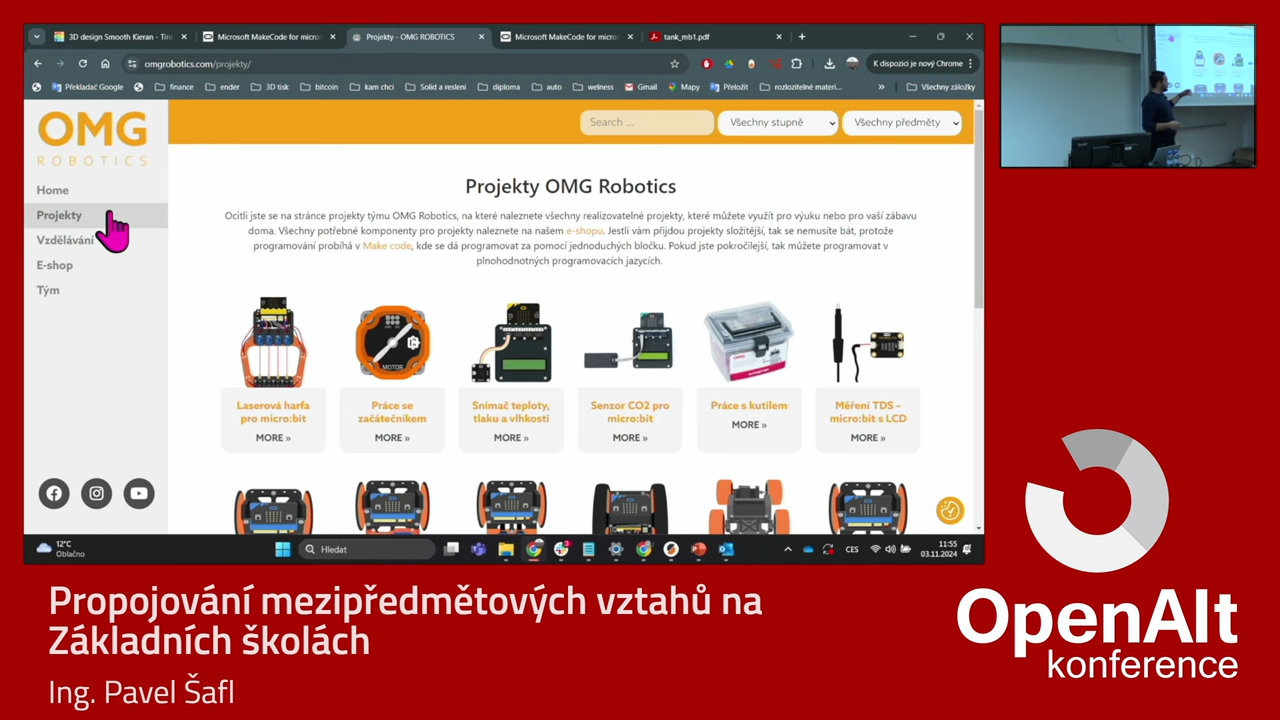 3D design Smooth Kieran - Tin
Microsoft MakeCode for micro:
Projekty - OMG ROBOTICS
Microsoft MakeCode for micro:
tank_mb1.pdf
omgrobotics.com/projekty/
K dispozici je nový Chrome
Překladač Google
finance
ender
3D tisk
bitcoin
kam chci
Solid a resleni
diploma
auto
welness
Gmail
Mapy
Přeložit
rozlozitelné materi...
Všechny záložky
OMG
ROBOTICS
Home
Projekty
Vzdělávání
E-shop
Tým
Search ...
Všechny stupně
Všechny předměty
Projekty OMG Robotics
Ocitli jste se na stránce projekty týmu OMG Robotics, na které naleznete všechny realizovatelné projekty, které můžete využít pro výuku nebo pro vaší zábavu
doma. Všechny potřebné komponenty pro projekty naleznete na našem e-shopu. Jestli vám přijdou projekty složitější, tak se nemusíte bát, protože
programování probíhá v Make code, kde se dá programovat za pomocí jednoduchých bločku. Pokud jste pokročilejší, tak můžete programovat v
plnohodnotných programovacích jazycích.
MOTOR
Laserová harfa
pro micro:bit
MORE »
Práce se
začátečníkem
MORE »
Snímač teploty,
tlaku a vlhkosti
MORE »
Senzor CO2 pro
micro:bit
MORE »
Práce s kutilem
MORE »
Měření TDS –
micro:bit s LCD
MORE »
12°C
Oblačno
Hledat
CES
11:55
03.11.2024
Propojování mezipředmětových vztahů na
Základních školách
Ing. Pavel Šafl
OpenAlt
konference